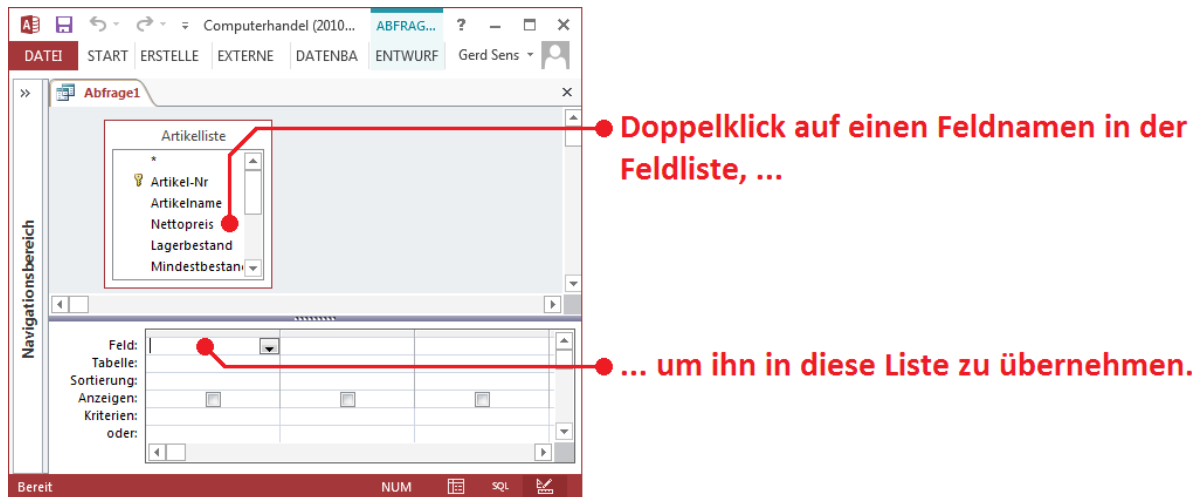 Computerhandel (2010... ABFRAG... ?
DATEI START ERSTELLE EXTERNE DATENBA ENTWURF Gerd Sens
» Abfrage1
Navigationsbereich
Artikelliste
*
Artikel-Nr
Artikelname
Nettopreis
Lagerbestand
Mindestbestan
Doppelklick auf einen Feldnamen in der
Feldliste, ...
Feld:
Tabelle:
Sortierung:
Anzeigen:
Kriterien:
oder:
... um ihn in diese Liste zu übernehmen.
Bereit NUM SQL